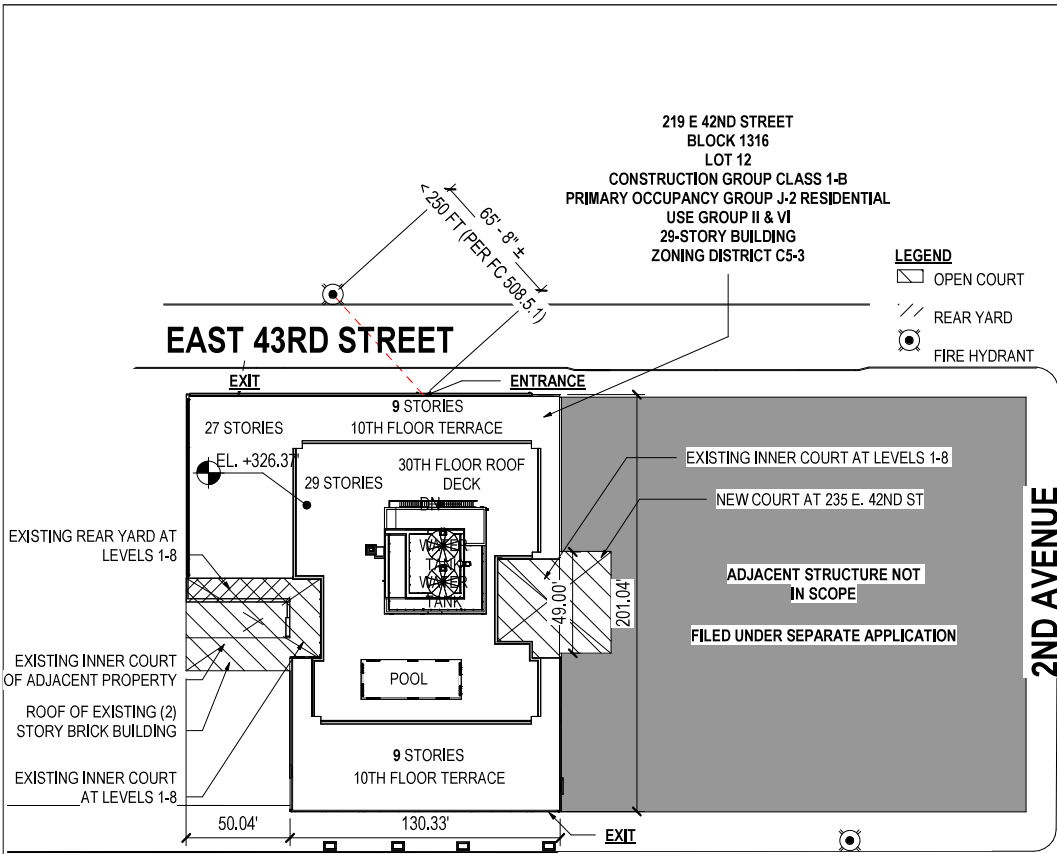 219 E 42ND STREET
BLOCK 1316
LOT 12
CONSTRUCTION GROUP CLASS 1-B
PRIMARY OCCUPANCY GROUP J-2 RESIDENTIAL
USE GROUP II & VI
29-STORY BUILDING
ZONING DISTRICT C5-3
65' - 8" ±
< 250 FT (PER FC 508.5.1)
LEGEND
OPEN COURT
REAR YARD
FIRE HYDRANT
EAST 43RD STREET
EXIT
ENTRANCE
9 STORIES
10TH FLOOR TERRACE
27 STORIES
EL. +326.37'
29 STORIES
30TH FLOOR ROOF
DECK
DN
WATER
TANK
WATER
TANK
POOL
EXISTING INNER COURT AT LEVELS 1-8
NEW COURT AT 235 E. 42ND ST
49.00'
201.04'
ADJACENT STRUCTURE NOT
IN SCOPE
FILED UNDER SEPARATE APPLICATION
2ND AVENUE
EXISTING REAR YARD AT
LEVELS 1-8
EXISTING INNER COURT
OF ADJACENT PROPERTY
ROOF OF EXISTING (2)
STORY BRICK BUILDING
EXISTING INNER COURT
AT LEVELS 1-8
9 STORIES
10TH FLOOR TERRACE
50.04'
130.33'
EXIT